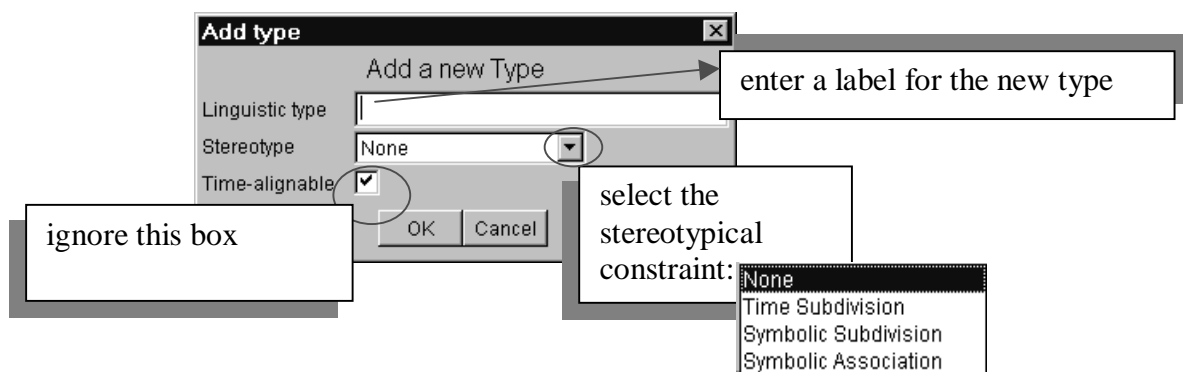 Add type
Add a new Type
enter a label for the new type
Linguistic type
Stereotype
None
Time-alignable
ignore this box
OK
Cancel
select the
stereotypical
constraint:
None
Time Subdivision
Symbolic Subdivision
Symbolic Association